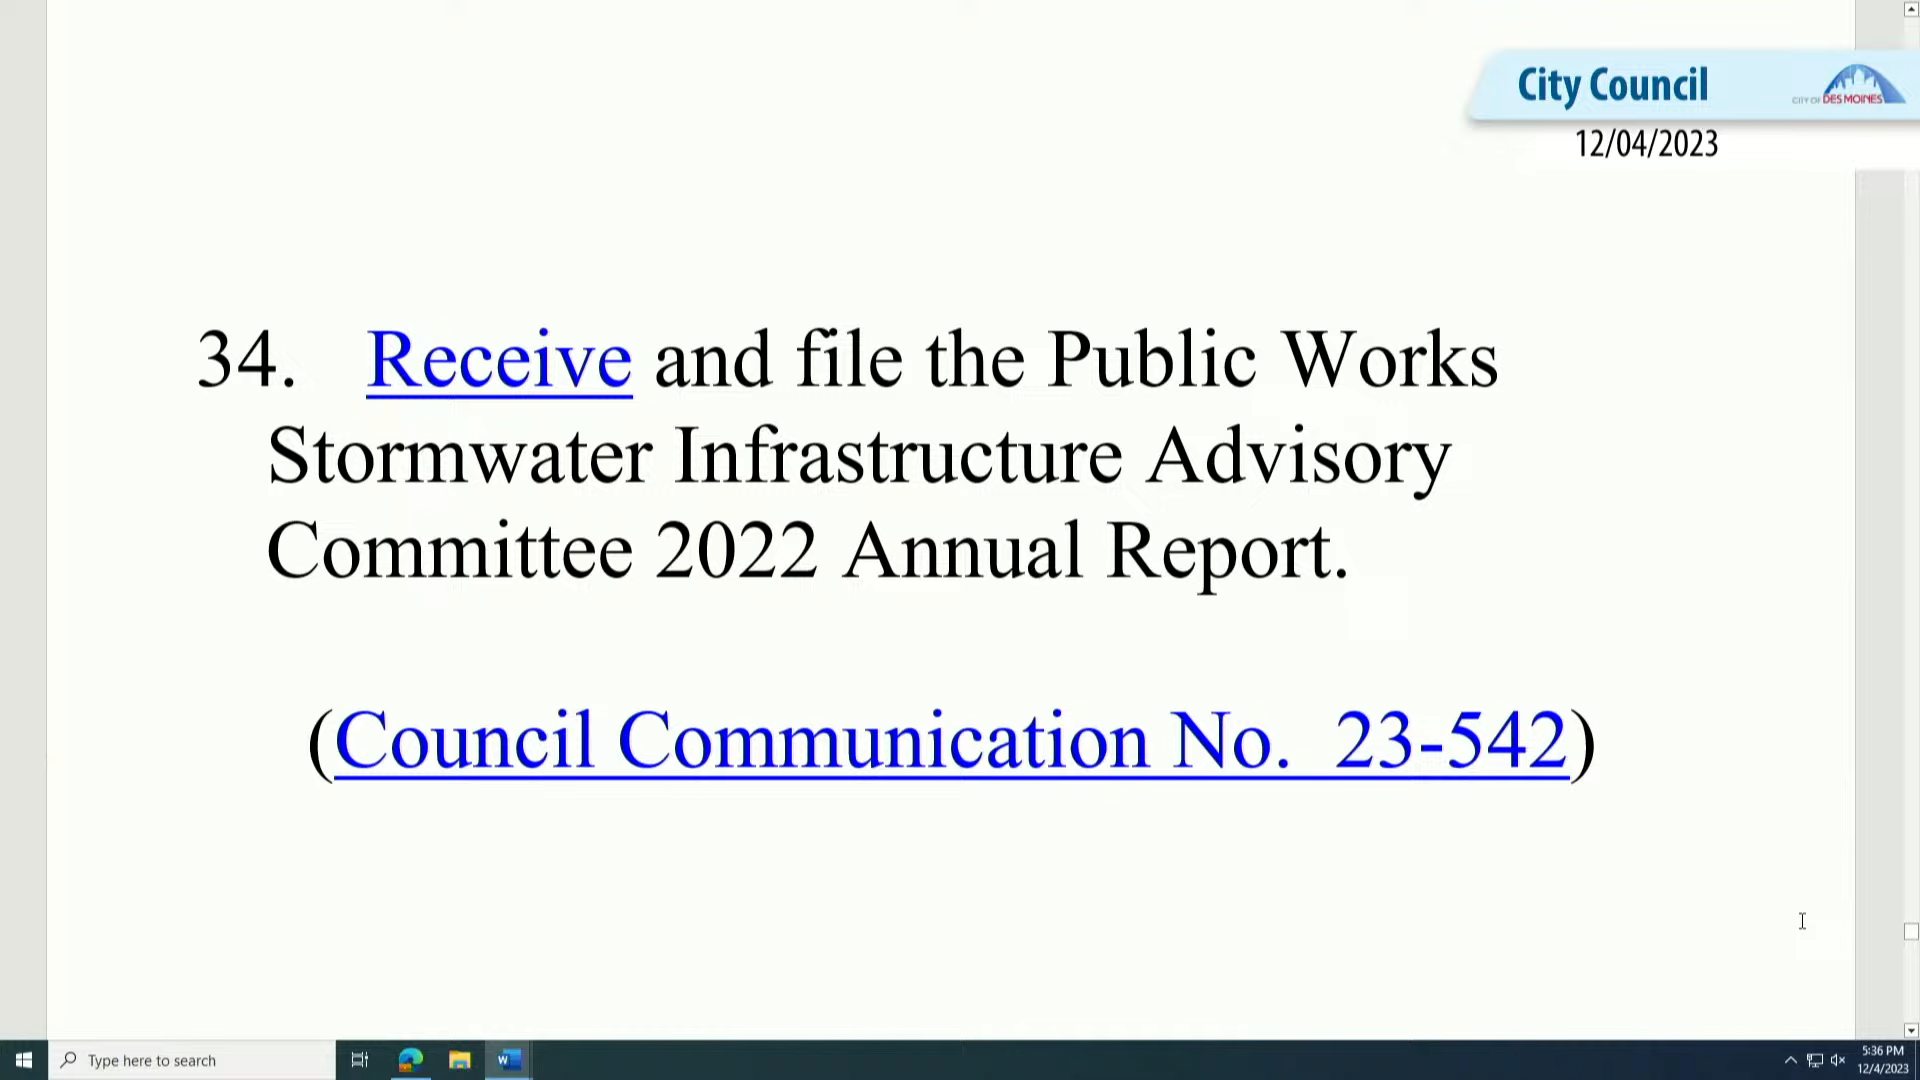 City Council
CITY OF DES MOINES
12/04/2023
34. Receive and file the Public Works
Stormwater Infrastructure Advisory
Committee 2022 Annual Report.
(Council Communication No. 23-542)
Type here to search
5:36 PM
12/4/2023